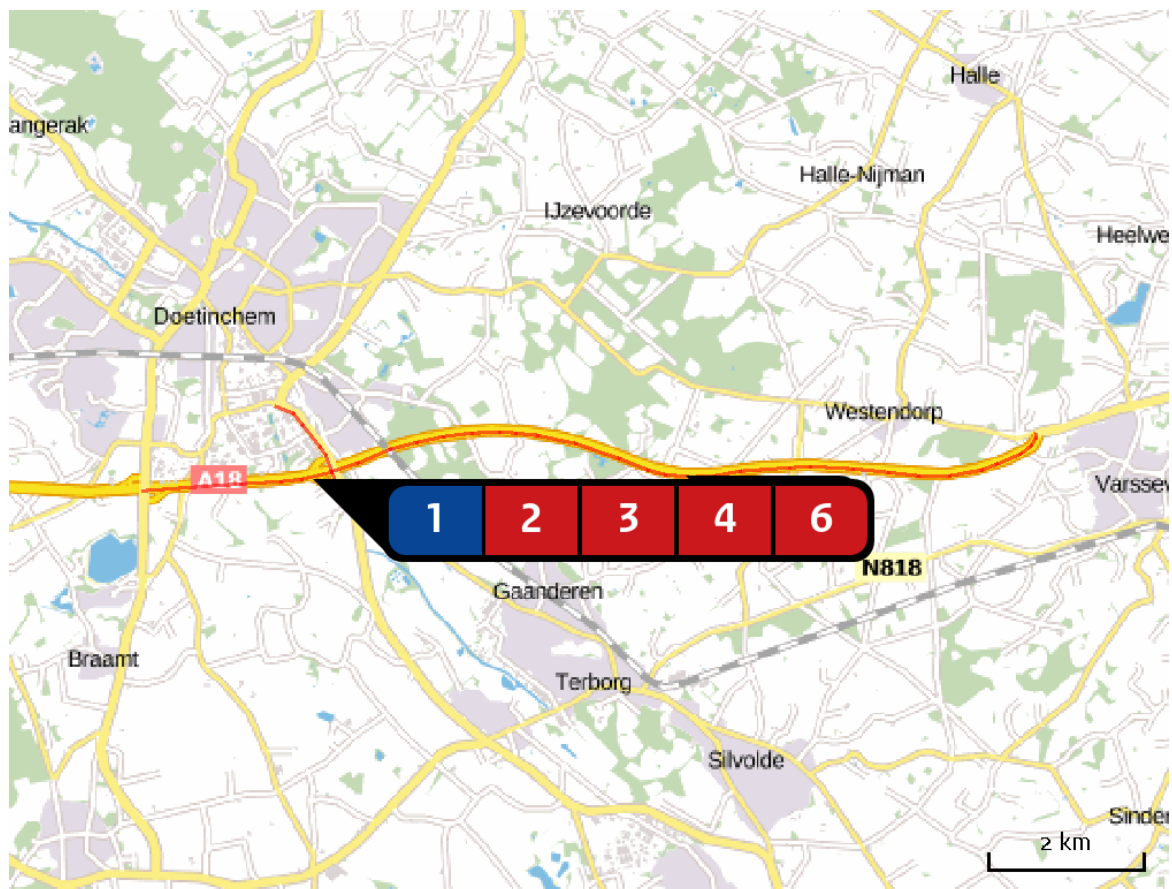 Halle
angerak
Halle-Nijman
IJzevoorde
Heelwe
Doetinchem
Westendorp
A18
Varssev
1 2 3 4 6
N818
Gaanderen
Braamt
Terborg
Silvolde
Sinder
2 km